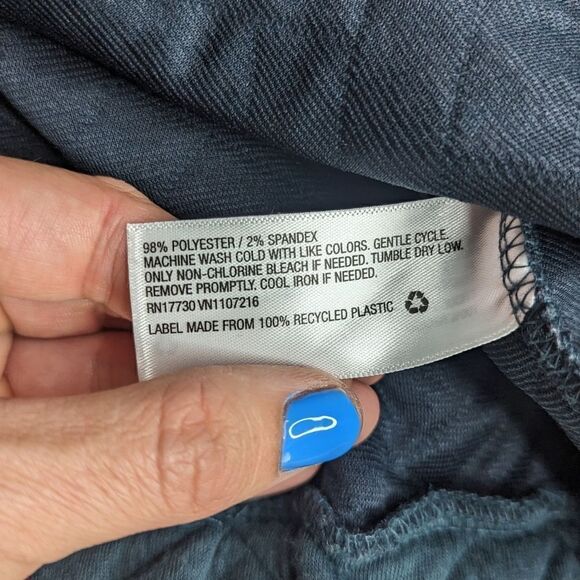 98% POLYESTER / 2% SPANDEX
MACHINE WASH COLD WITH LIKE COLORS. GENTLE CYCLE.
ONLY NON-CHLORINE BLEACH IF NEEDED. TUMBLE DRY LOW.
REMOVE PROMPTLY. COOL IRON IF NEEDED.
RN17730 VN1107216
LABEL MADE FROM 100% RECYCLED PLASTIC